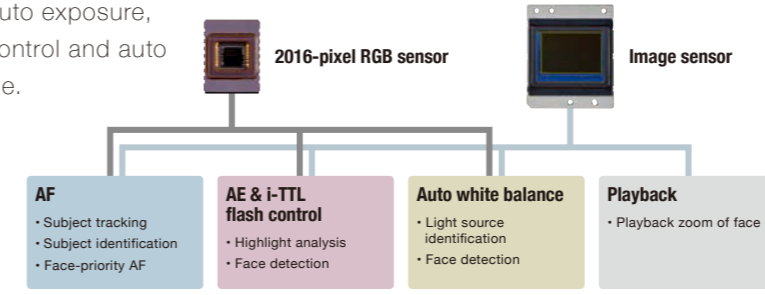 uto exposure,
ontrol and auto
e.
2016-pixel RGB sensor
Image sensor
AF
• Subject tracking
• Subject identification
• Face-priority AF
AE & i-TTL
flash control
• Highlight analysis
• Face detection
Auto white balance
• Light source
identification
• Face detection
Playback
• Playback zoom of face